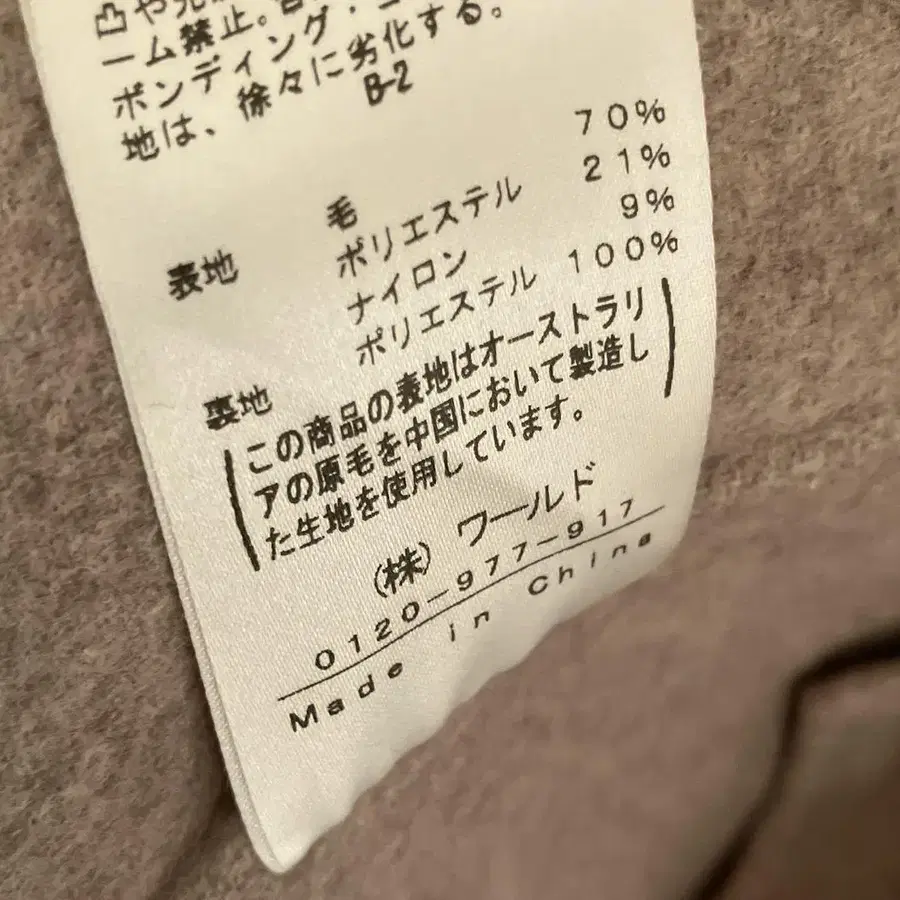 凸や
ーム禁止。
ボンディング・
地は、徐々に劣化する。
B-2
表地 毛 70%
ポリエステル 21%
ナイロン 9%
裏地 ポリエステル 100%
この商品の表地はオーストラリ
アの原毛を中国において製造し
た生地を使用しています。
(株) ワールド
0120-977-917
Made in China